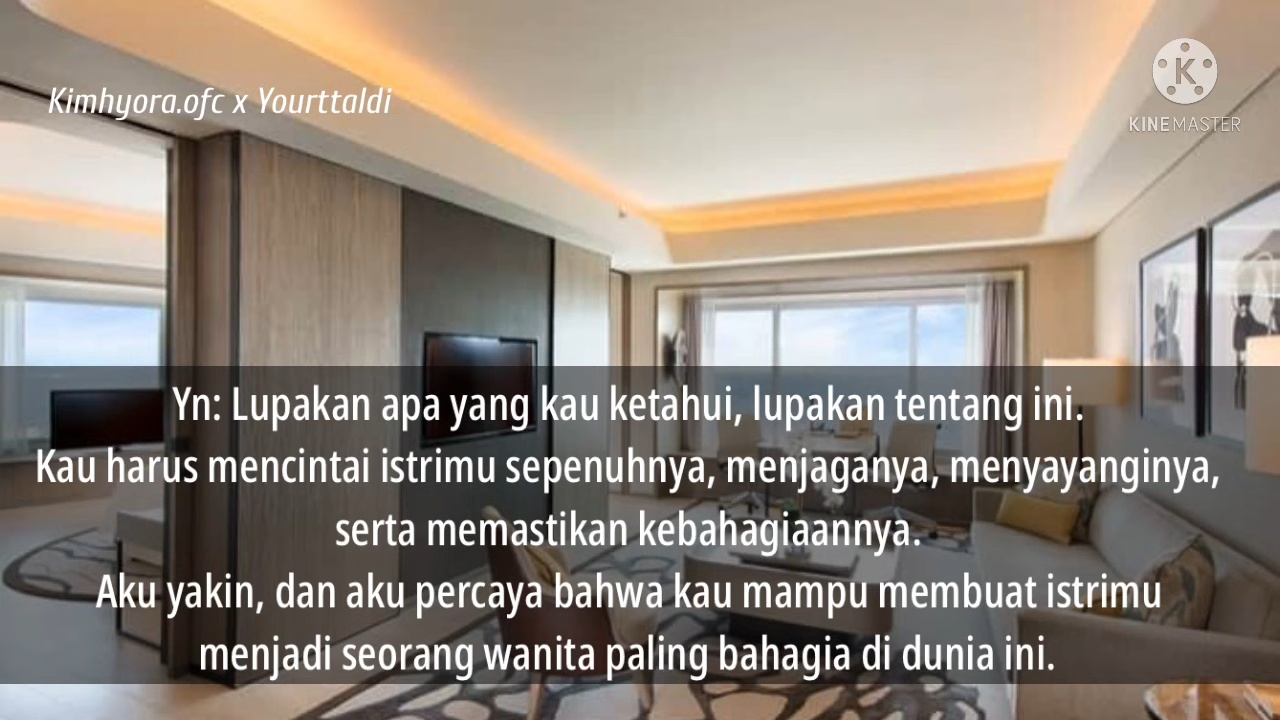 Kimhyora.ofc x Yourttaldi
K
KINEMASTER
Yn: Lupakan apa yang kau ketahui, lupakan tentang ini.
Kau harus mencintai istrimu sepenuhnya, menjaganya, menyayanginya,
serta memastikan kebahagiaannya.
Aku yakin, dan aku percaya bahwa kau mampu membuat istrimu
menjadi seorang wanita paling bahagia di dunia ini.